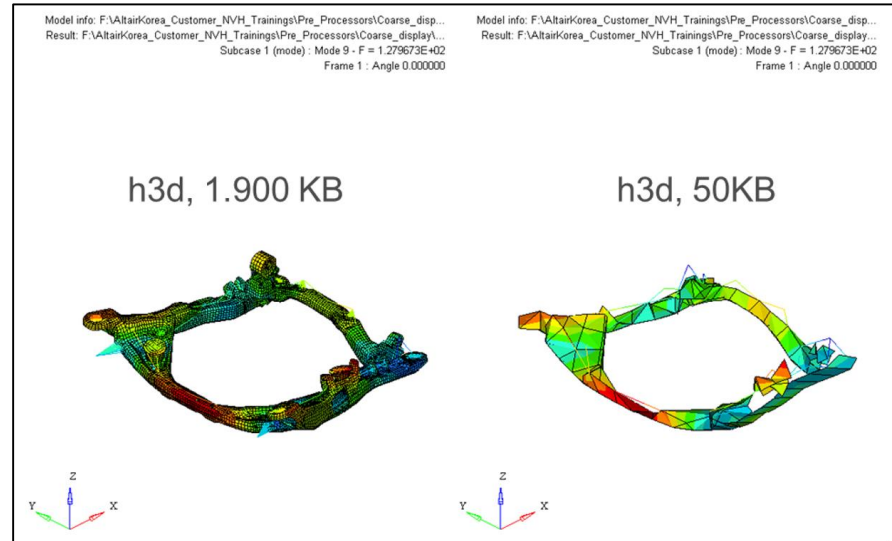 Model info: F:\AltairKorea_Customer_NVH_Trainings\Pre_Processors\Coarse_disp...
Result: F:\AltairKorea_Customer_NVH_Trainings\Pre_Processors\Coarse_display\...
Subcase 1 (mode) : Mode 9 - F = 1.279673E+02
Frame 1 : Angle 0.000000
h3d, 1.900 KB
Z
Y
X
Model info: F:\AltairKorea_Customer_NVH_Trainings\Pre_Processors\Coarse_disp...
Result: F:\AltairKorea_Customer_NVH_Trainings\Pre_Processors\Coarse_display...
Subcase 1 (mode) : Mode 9 - F = 1.279673E+02
Frame 1 : Angle 0.000000
h3d, 50KB
Z
Y
X